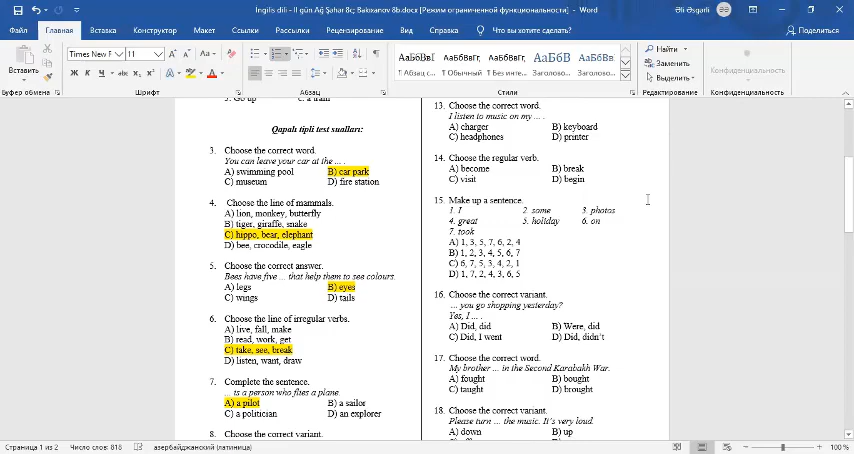 Ingilis dili - II gün Ağ Şəhər 8c; Bakıxanov 8b.docx [Режим ограниченной функциональности] - Word
Əli Əsgərli ƏƏ
Файл Главная Вставка Конструктор Макет Ссылки Рассылки Рецензирование Вид Справка Что вы хотите сделать? Поделиться
Вставить
Times New R 11
Ж К Ч
АаБбВвІ АаБбВвІ АаБбВвІ АаБбВ АаБбВв
¶ Абзац с... ¶ Обычный ¶ Без инте... Заголово... Заголово...
Найти
Заменить
Выделить
Конфиденциальность
Буфер обмена Шрифт Абзац Стили Редактирование Конфиденциальность
5. Go up c. a train
Qapalı tipli test sualları:
3. Choose the correct word.
You can leave your car at the ... .
A) swimming pool B) car park
C) museum D) fire station
4. Choose the line of mammals.
A) lion, monkey, butterfly
B) tiger, giraffe, snake
C) hippo, bear, elephant
D) bee, crocodile, eagle
5. Choose the correct answer.
Bees have five ... that help them to see colours.
A) legs B) eyes
C) wings D) tails
6. Choose the line of irregular verbs.
A) live, fall, make
B) read, work, get
C) take, see, break
D) listen, want, draw
7. Complete the sentence.
... is a person who flies a plane.
A) a pilot B) a sailor
C) a politician D) an explorer
8. Choose the correct variant.
13. Choose the correct word.
I listen to music on my ... .
A) charger B) keyboard
C) headphones D) printer
14. Choose the regular verb.
A) become B) break
C) visit D) begin
15. Make up a sentence.
1. I 2. some 3. photos
4. great 5. holiday 6. on
7. took
A) 1, 3, 5, 7, 6, 2, 4
B) 1, 2, 3, 4, 5, 6, 7
C) 6, 7, 5, 3, 4, 2, 1
D) 1, 7, 2, 4, 3, 6, 5
16. Choose the correct variant.
... you go shopping yesterday?
Yes, I ... .
A) Did, did B) Were, did
C) Did, I went D) Did, didn't
17. Choose the correct word.
My brother ... in the Second Karabakh War.
A) fought B) bought
C) taught D) brought
18. Choose the correct variant.
Please turn ... the music. It's very loud.
A) down B) up
Страница 1 из 2 Число слов: 818 азербайджанский (латиница) 100 %